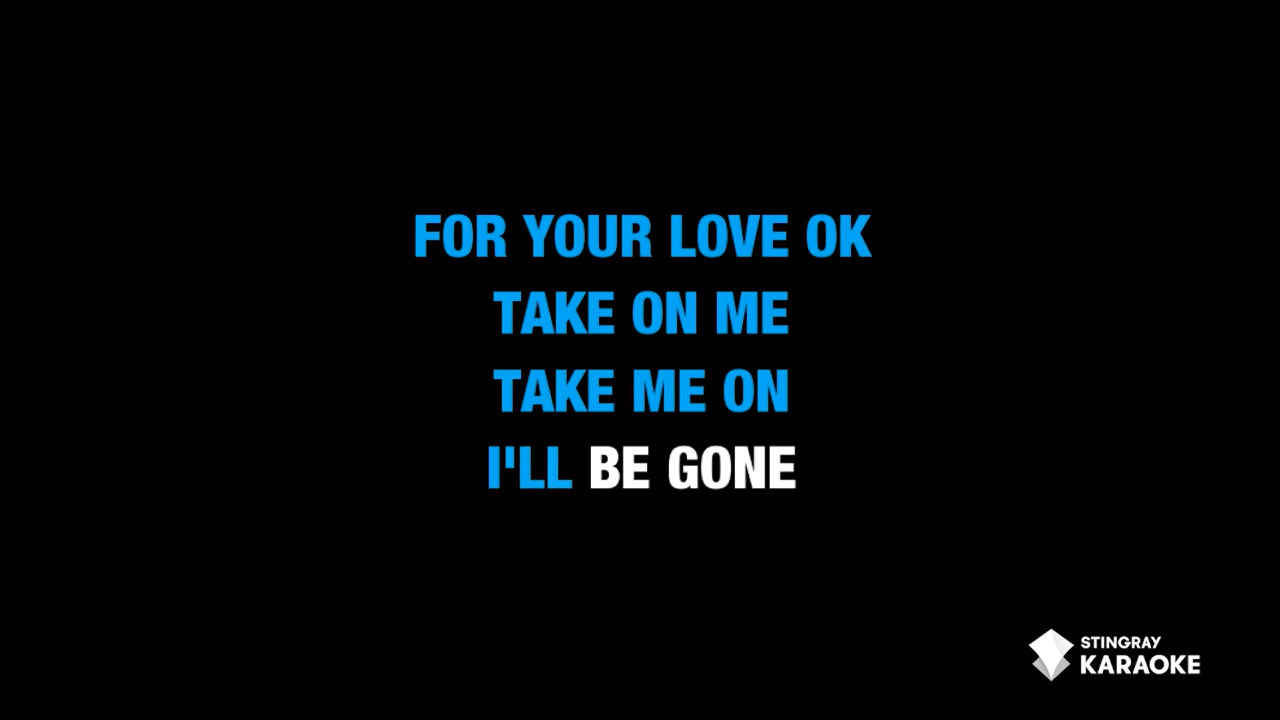 FOR YOUR LOVE OK
TAKE ON ME
TAKE ME ON
I'LL BE GONE
STINGRAY
KARAOKE